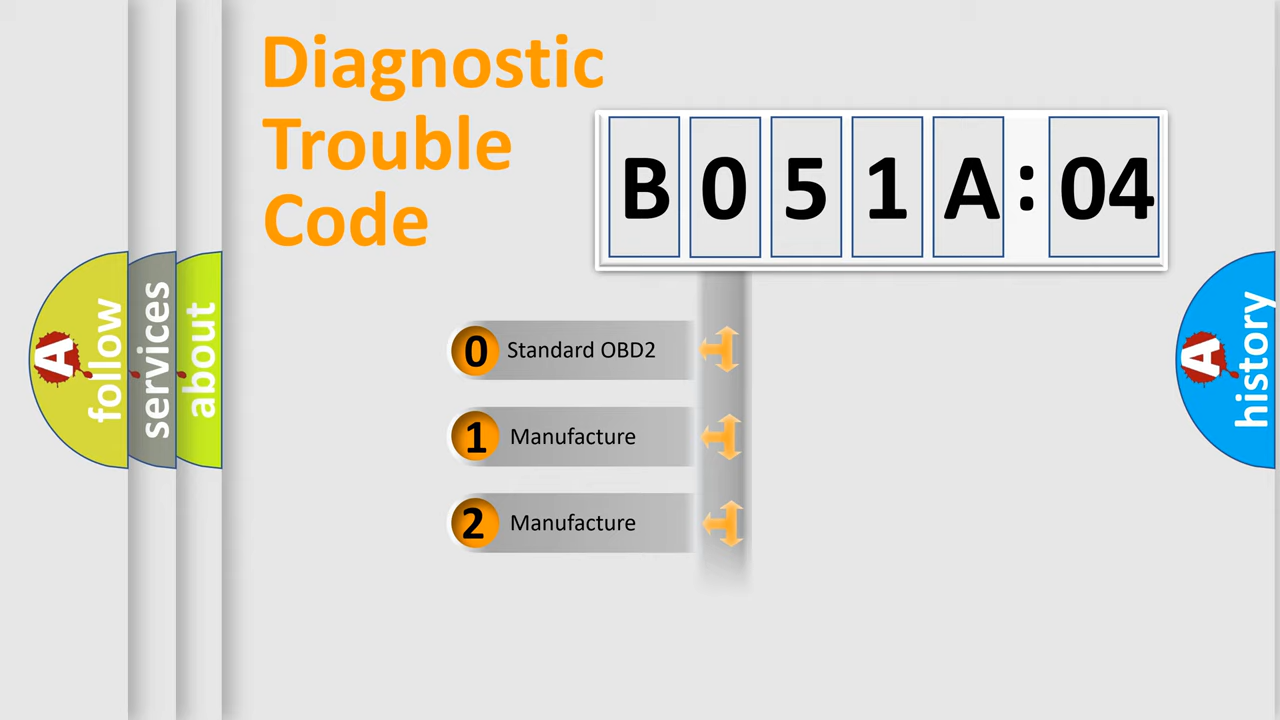 Diagnostic
Trouble
Code
B 0 5 1 A : 04
0 Standard OBD2
1 Manufacture
2 Manufacture
A follow
services
about
A history